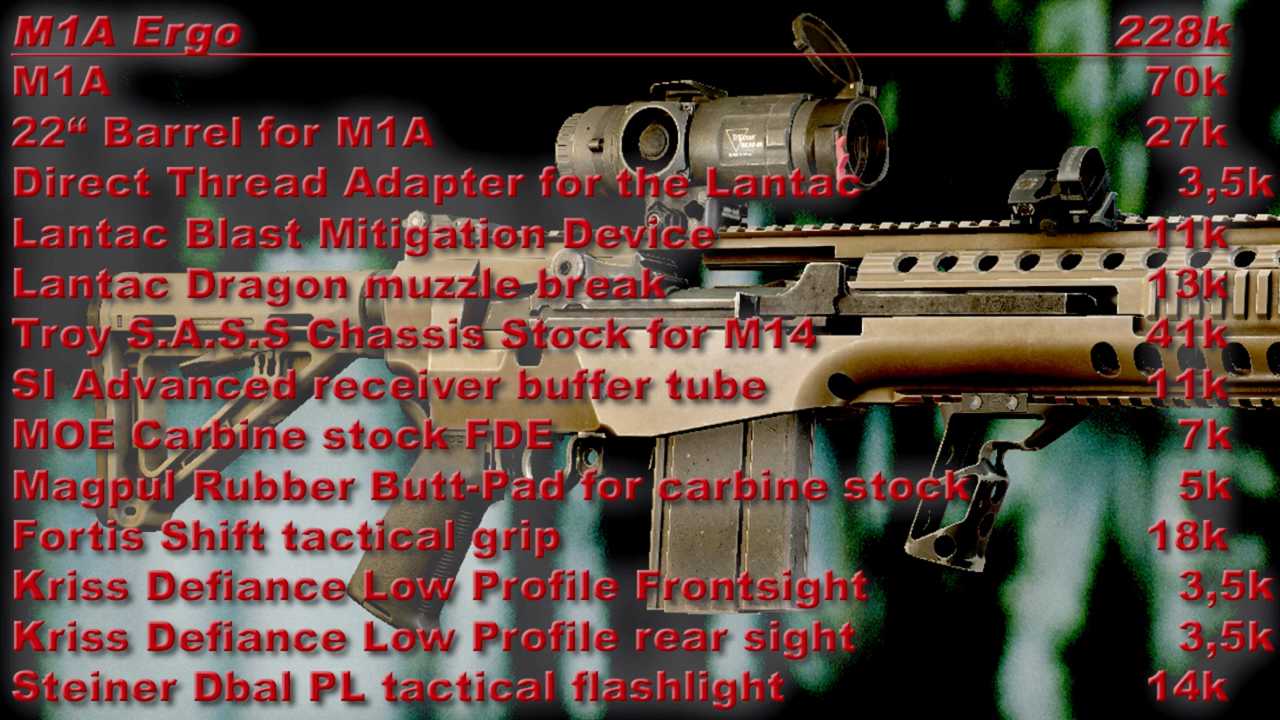 M1A Ergo 228k
M1A 70k
22“ Barrel for M1A 27k
Direct Thread Adapter for the Lantac 3,5k
Lantac Blast Mitigation Device 11k
Lantac Dragon muzzle break 13k
Troy S.A.S.S Chassis Stock for M14 41k
SI Advanced receiver buffer tube 11k
MOE Carbine stock FDE 7k
Magpul Rubber Butt-Pad for carbine stock 5k
Fortis Shift tactical grip 18k
Kriss Defiance Low Profile Frontsight 3,5k
Kriss Defiance Low Profile rear sight 3,5k
Steiner Dbal PL tactical flashlight 14k